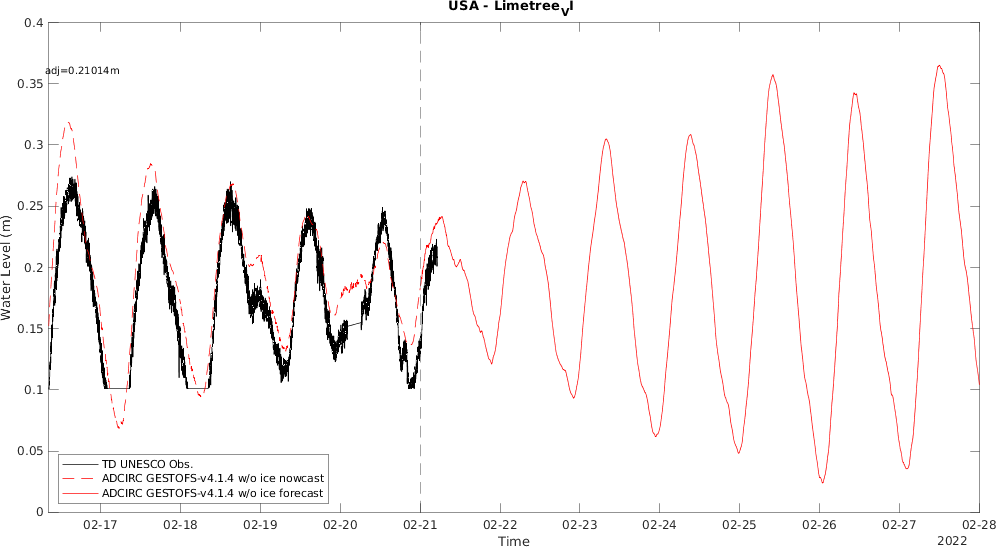 USA - Limetree_VI
adj=0.21014m
0.4
0.35
0.3
0.25
0.2
0.15
0.1
0.05
0
Water Level (m)
TD UNESCO Obs.
ADCIRC GESTOFS-v4.1.4 w/o ice nowcast
ADCIRC GESTOFS-v4.1.4 w/o ice forecast
02-17 02-18 02-19 02-20 02-21 02-22 02-23 02-24 02-25 02-26 02-27 02-28
Time
2022